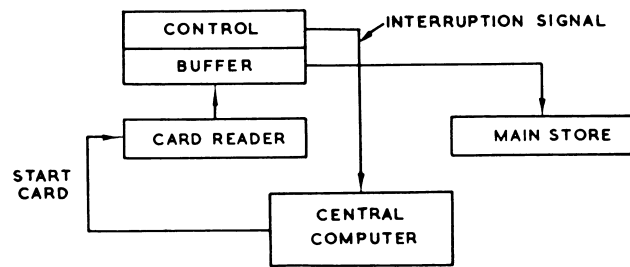 CONTROL
INTERRUPTION SIGNAL
BUFFER
CARD READER
MAIN STORE
START
CARD
CENTRAL
COMPUTER